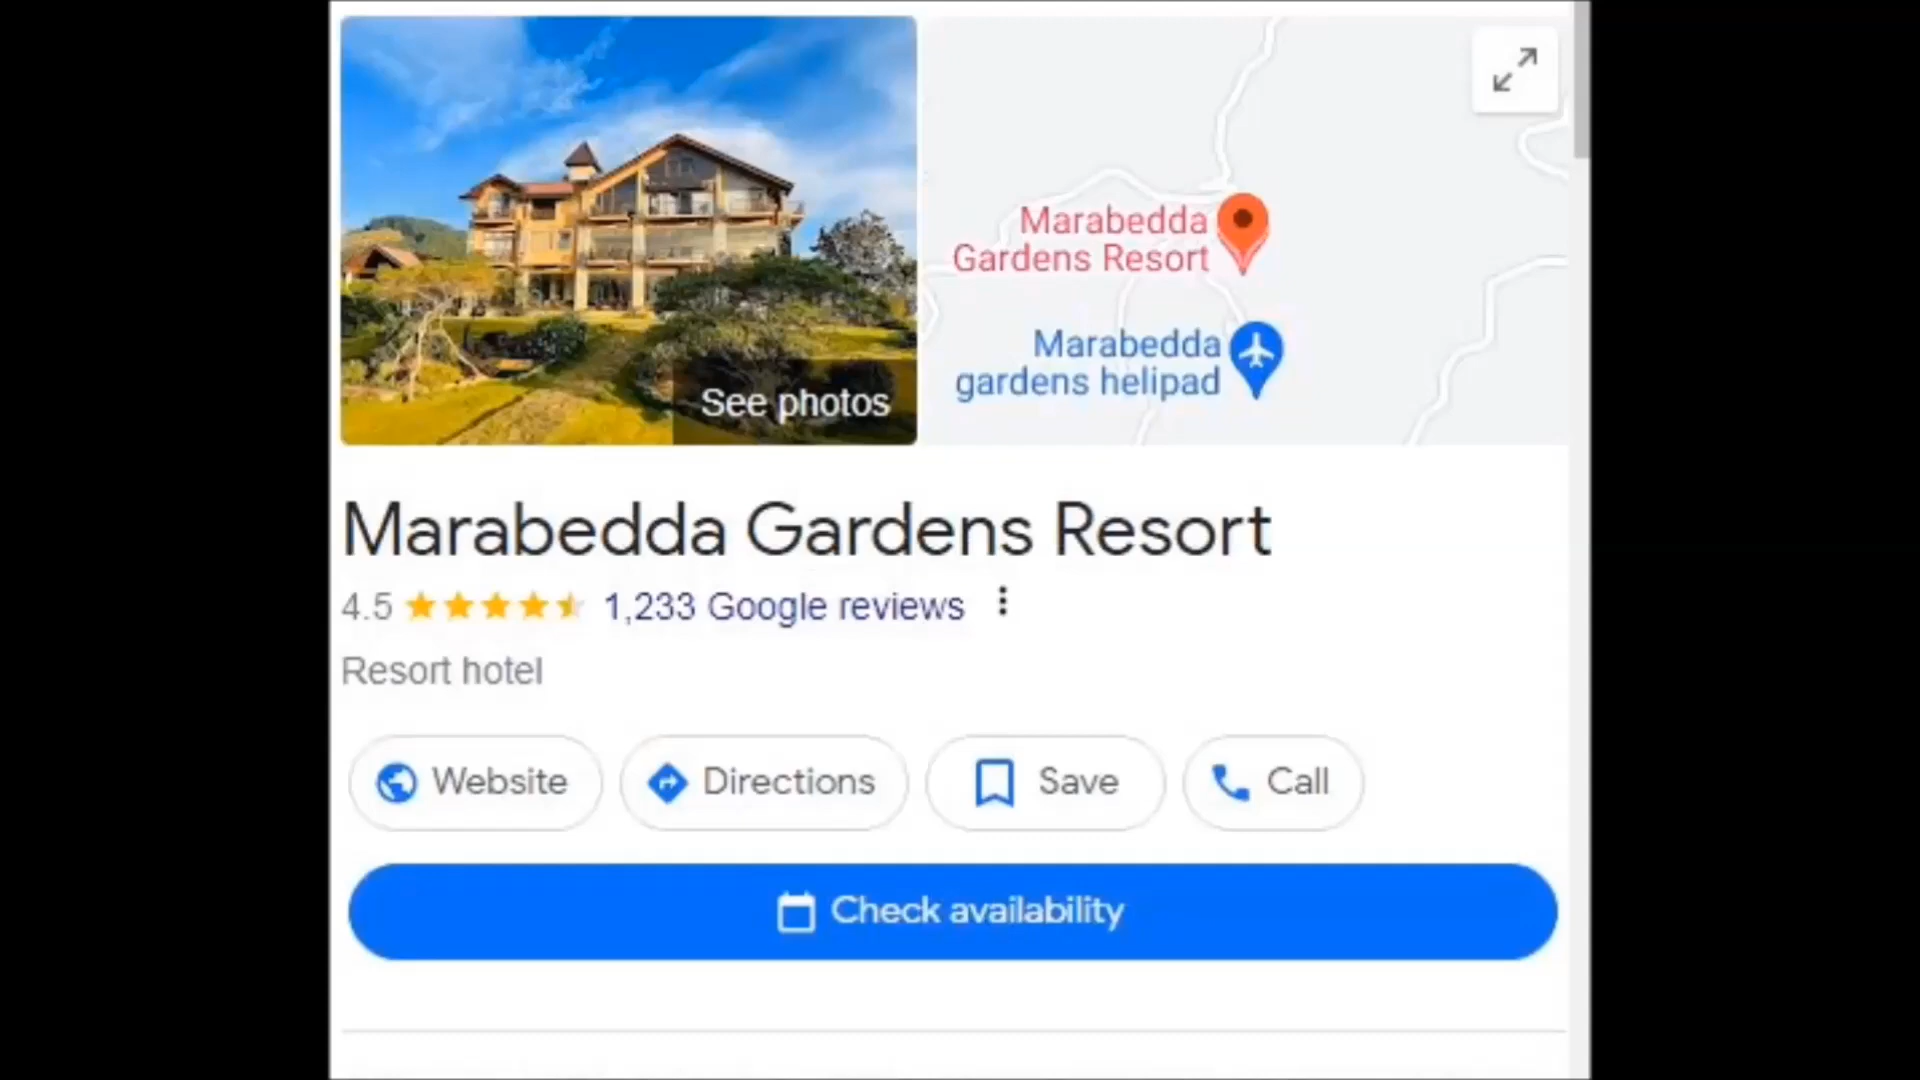 Marabedda
Gardens Resort
Marabedda
gardens helipad
See photos
Marabedda Gardens Resort
4.5 1,233 Google reviews
Resort hotel
Website Directions Save Call
Check availability